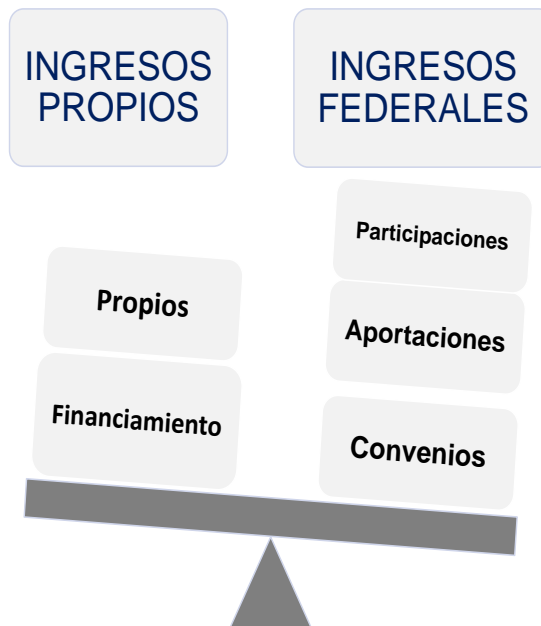 INGRESOS
PROPIOS
INGRESOS
FEDERALES
Participaciones
Propios
Aportaciones
Financiamiento
Convenios